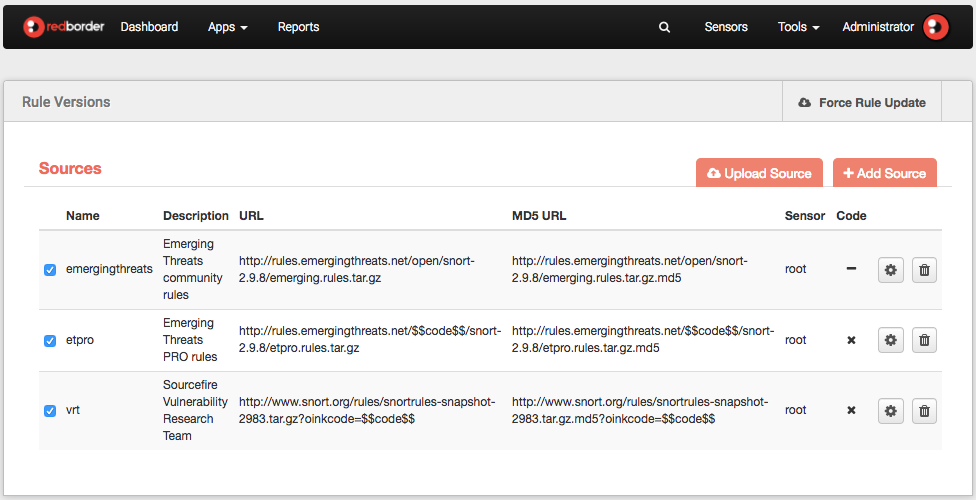 redborder Dashboard Apps Reports Sensors Tools Administrator
Rule Versions Force Rule Update
Sources Upload Source + Add Source
Name Description URL MD5 URL Sensor Code
emergingthreats
Emerging
Threats
community
rules
http://rules.emergingthreats.net/open/snort-
2.9.8/emerging.rules.tar.gz
http://rules.emergingthreats.net/open/snort-
2.9.8/emerging.rules.tar.gz.md5
root
etpro
Emerging
Threats
PRO rules
http://rules.emergingthreats.net/$$code$$/snort-
2.9.8/etpro.rules.tar.gz
http://rules.emergingthreats.net/$$code$$/snort-
2.9.8/etpro.rules.tar.gz.md5
root
vrt
Sourcefire
Vulnerability
Research
Team
http://www.snort.org/rules/snortrules-snapshot-
2983.tar.gz?oinkcode=$$code$$
http://www.snort.org/rules/snortrules-snapshot-
2983.tar.gz.md5?oinkcode=$$code$$
root